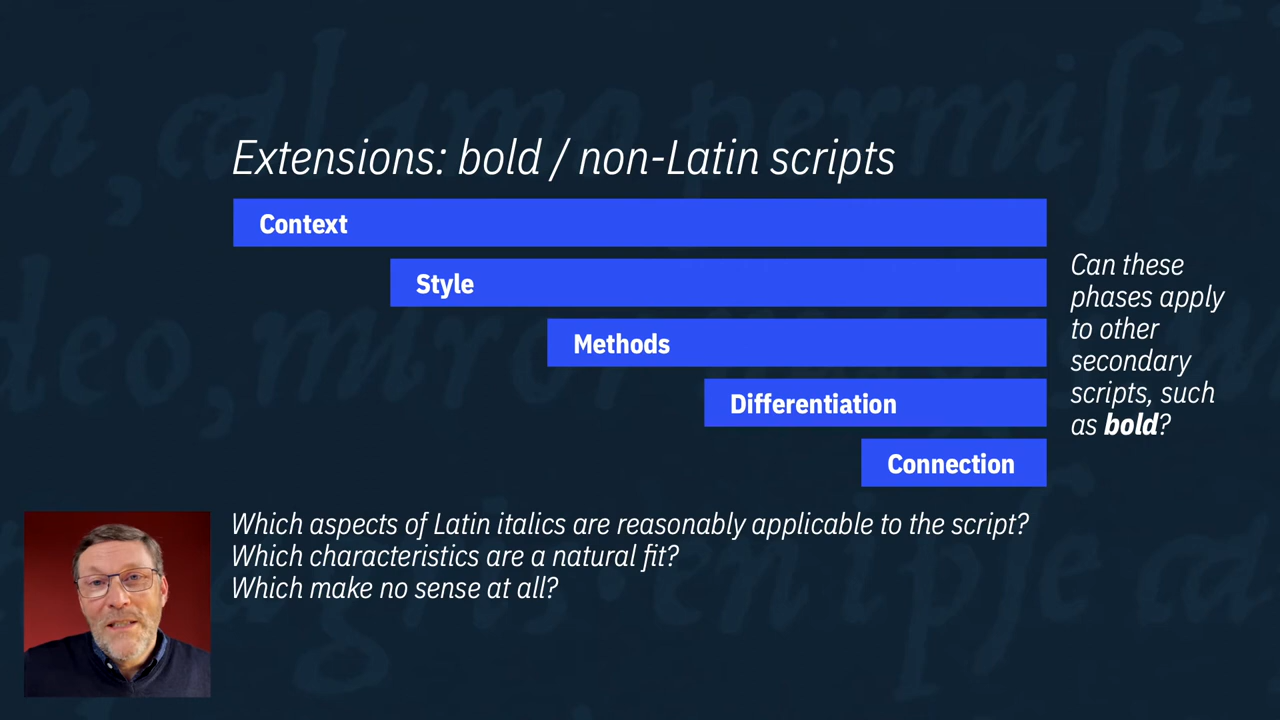 Extensions: bold / non-Latin scripts
Context
Style
Methods
Differentiation
Connection
Can these
phases apply
to other
secondary
scripts, such
as bold?
Which aspects of Latin italics are reasonably applicable to the script?
Which characteristics are a natural fit?
Which make no sense at all?